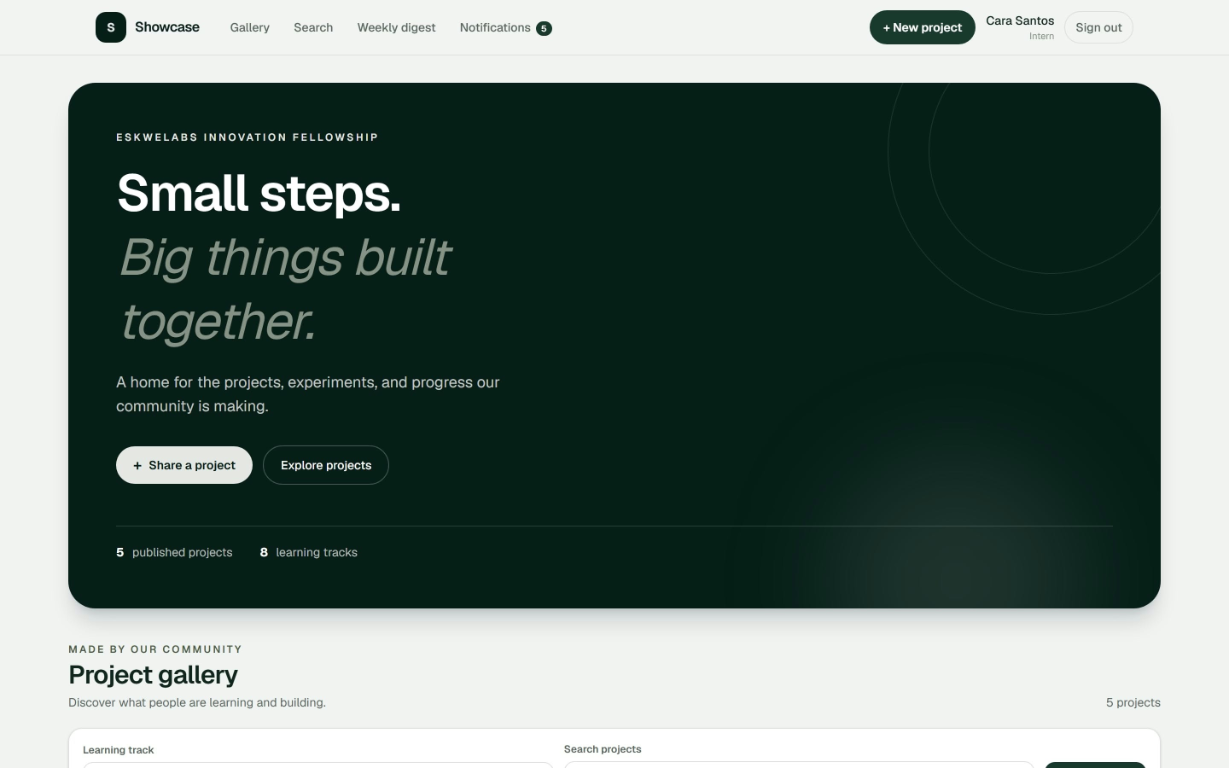 S Showcase Gallery Search Weekly digest Notifications 5 + New project Cara Santos Sign out
Intern
ESKWELABS INNOVATION FELLOWSHIP
Small steps.
Big things built
together.
A home for the projects, experiments, and progress our
community is making.
+ Share a project Explore projects
5 published projects 8 learning tracks
MADE BY OUR COMMUNITY
Project gallery
Discover what people are learning and building. 5 projects
Learning track Search projects